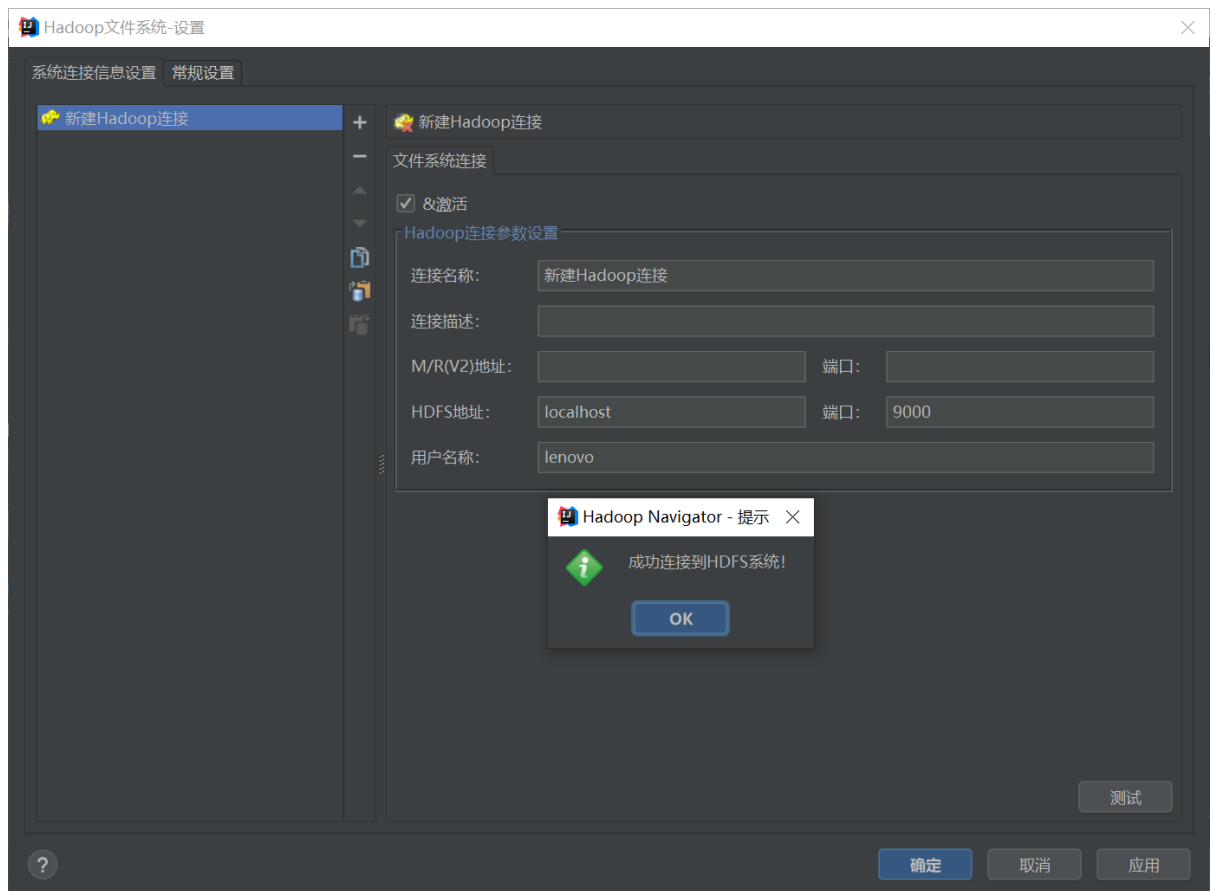 Hadoop文件系统-设置
系统连接信息设置 常规设置
新建Hadoop连接
新建Hadoop连接
文件系统连接
&激活
Hadoop连接参数设置
连接名称: 新建Hadoop连接
连接描述:
M/R(V2)地址: 端口:
HDFS地址: localhost 端口: 9000
用户名称: lenovo
Hadoop Navigator - 提示
成功连接到HDFS系统!
OK
测试
? 确定 取消 应用